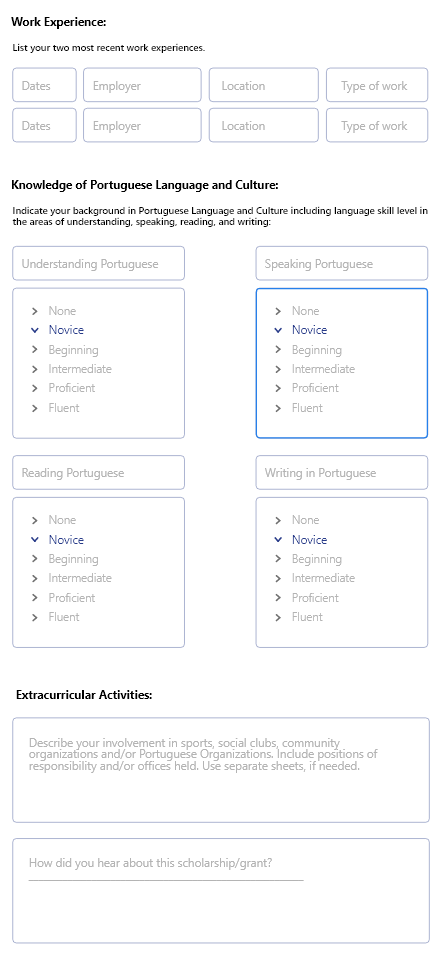 Work Experience:
List your two most recent work experiences.
Dates Employer Location Type of work
Dates Employer Location Type of work
Knowledge of Portuguese Language and Culture:
Indicate your background in Portuguese Language and Culture including language skill level in
the areas of understanding, speaking, reading, and writing:
Understanding Portuguese
None
Novice
Beginning
Intermediate
Proficient
Fluent
Speaking Portuguese
None
Novice
Beginning
Intermediate
Proficient
Fluent
Reading Portuguese
None
Novice
Beginning
Intermediate
Proficient
Fluent
Writing in Portuguese
None
Novice
Beginning
Intermediate
Proficient
Fluent
Extracurricular Activities:
Describe your involvement in sports, social clubs, community
organizations and/or Portuguese Organizations. Include positions of
responsibility and/or offices held. Use separate sheets, if needed.
How did you hear about this scholarship/grant?